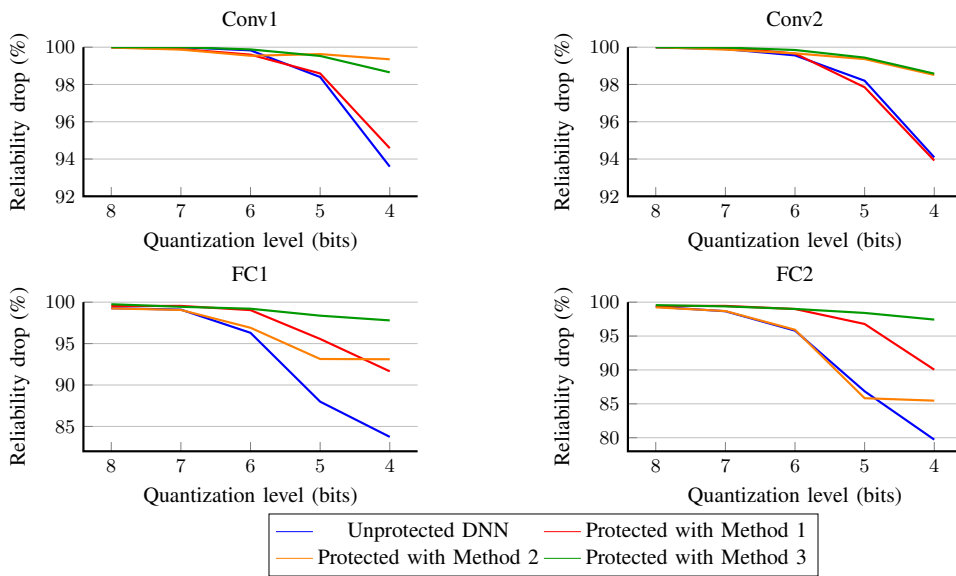 Conv1
Reliability drop (%)
100
98
96
94
92
8 7 6 5 4
Quantization level (bits)
Conv2
Reliability drop (%)
100
98
96
94
92
8 7 6 5 4
Quantization level (bits)
FC1
Reliability drop (%)
100
95
90
85
8 7 6 5 4
Quantization level (bits)
FC2
Reliability drop (%)
100
95
90
85
80
8 7 6 5 4
Quantization level (bits)
Unprotected DNN Protected with Method 1
Protected with Method 2 Protected with Method 3